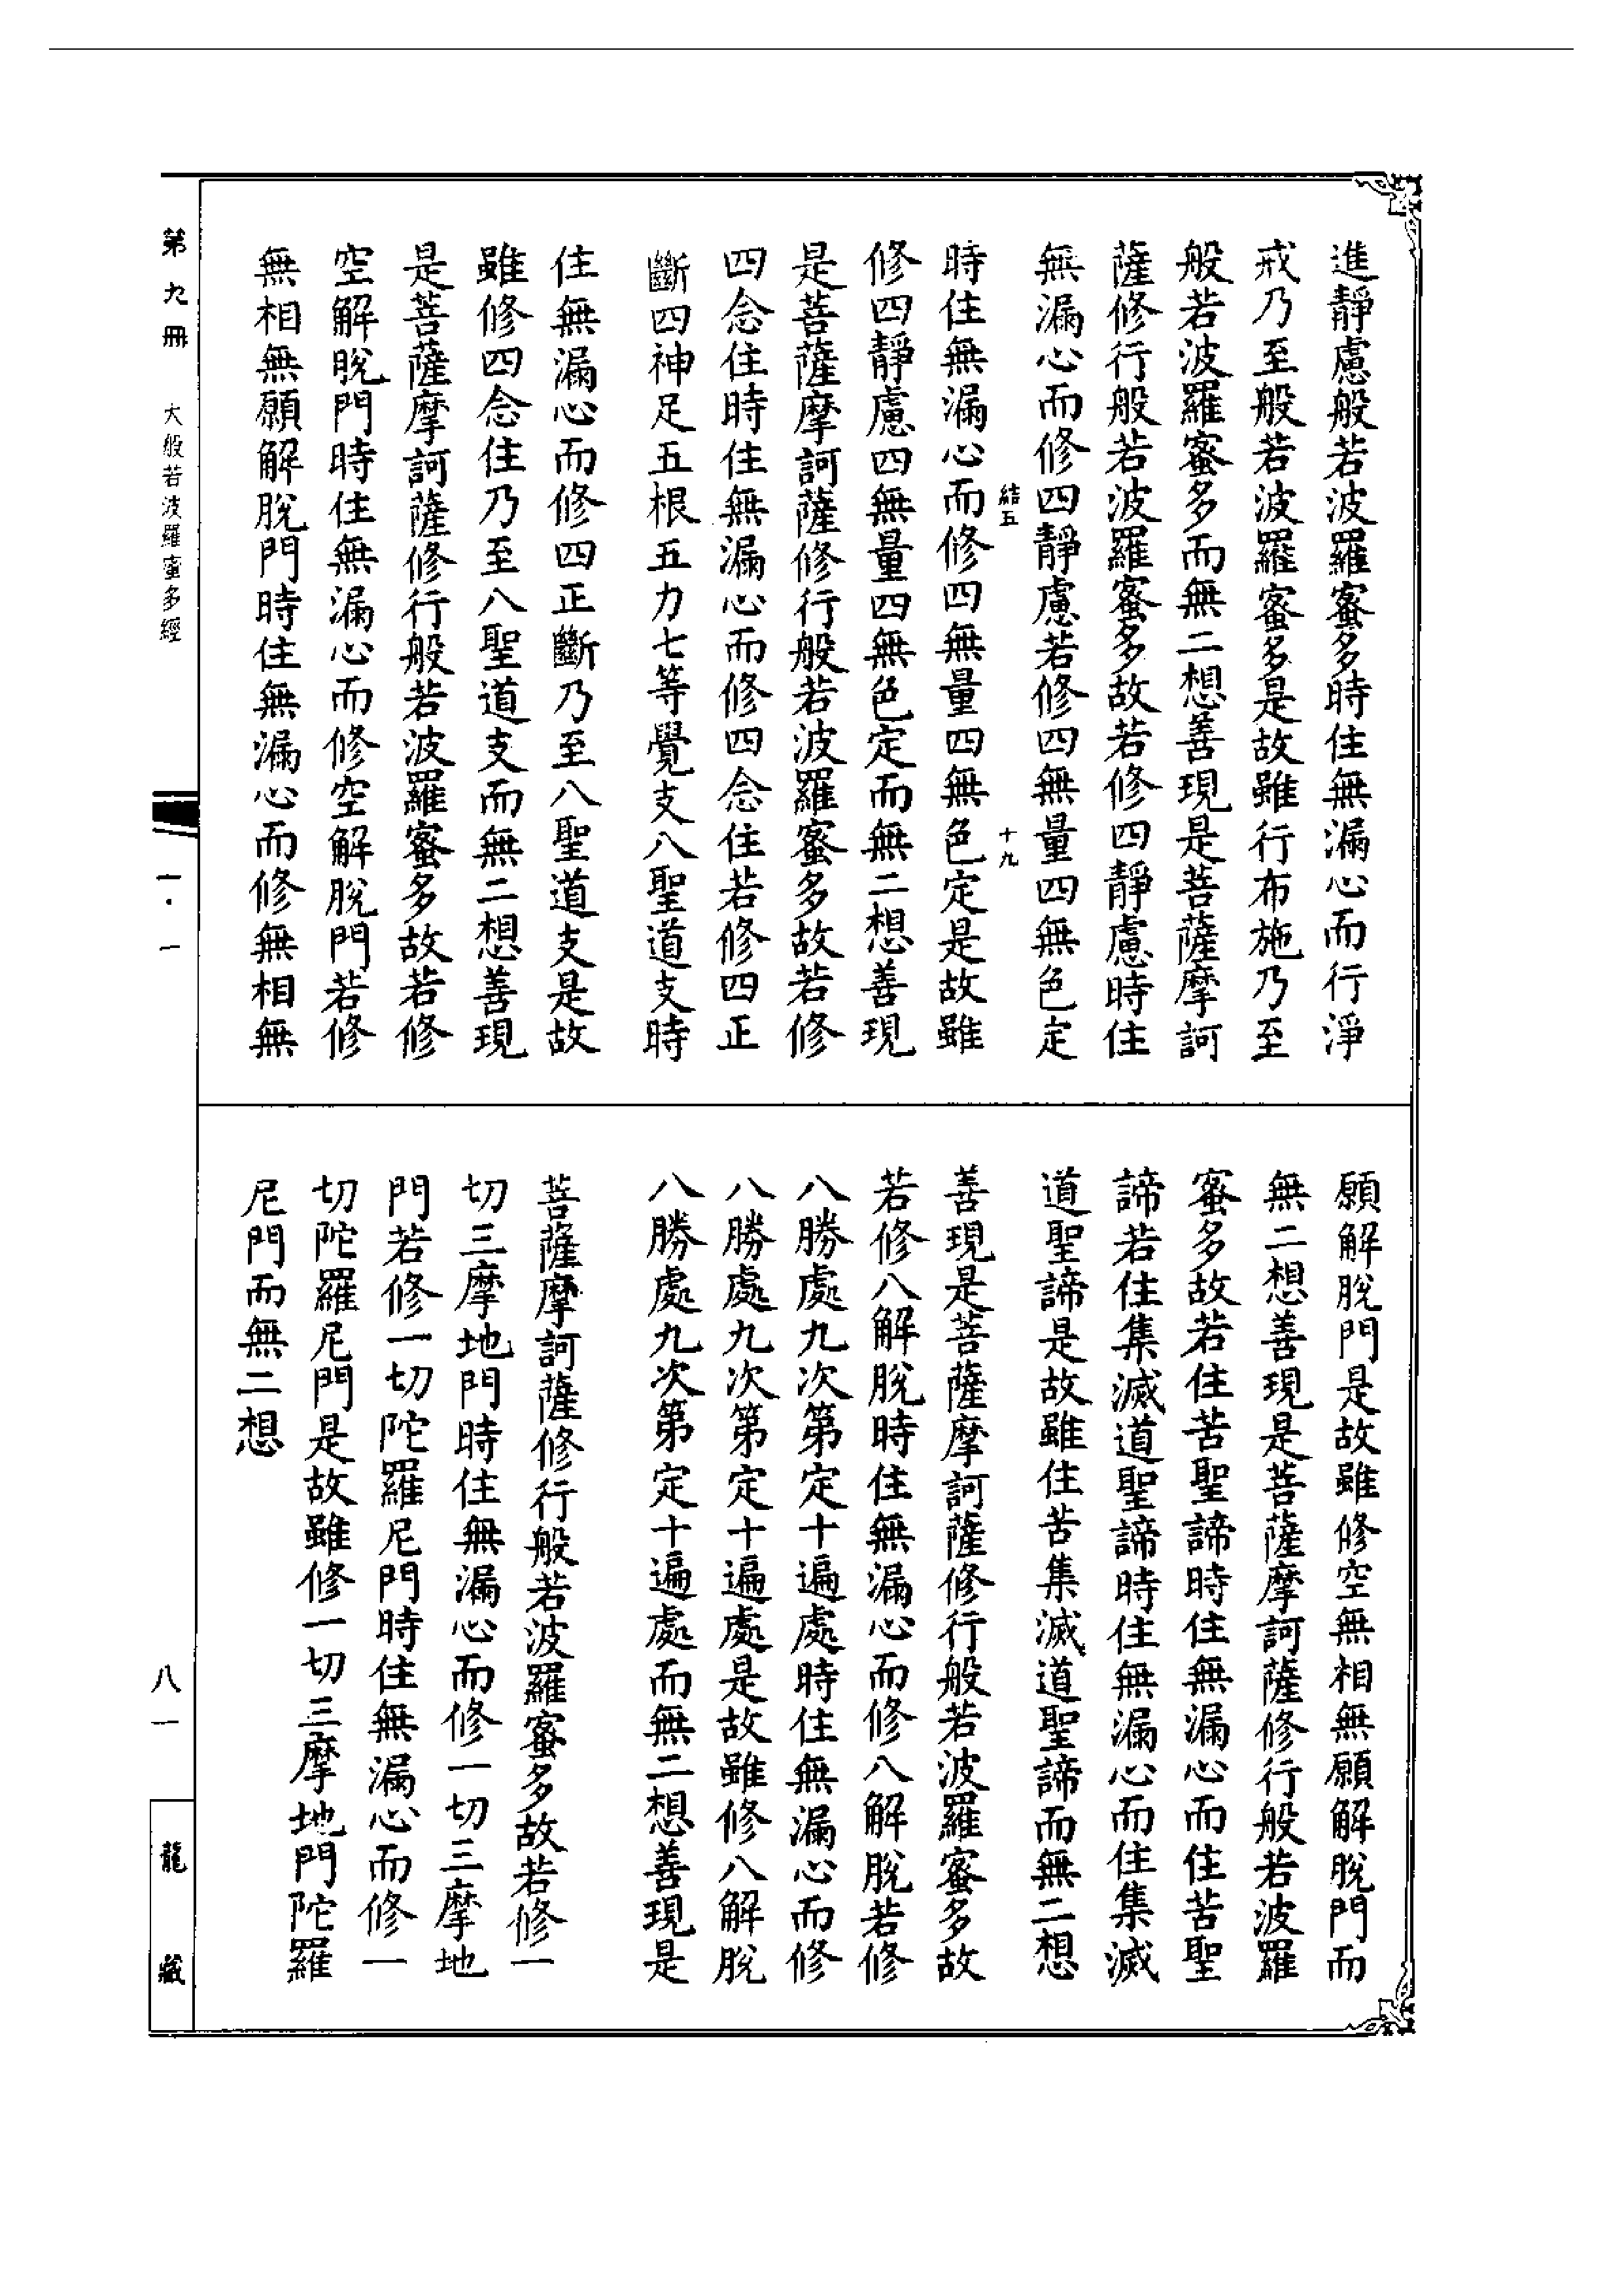 進靜慮般若波羅蜜多時住無漏心而行淨
戒乃至般若波羅蜜多是故雖行布施乃至
般若波羅蜜多而無二想善現是菩薩摩訶
薩修行般若波羅蜜多故若修四靜慮時住
無漏心而修四靜慮若修四無量四無色定
結五 十九
時住無漏心而修四無量四無色定是故雖
修四靜慮四無量四無色定而無二想善現
是菩薩摩訶薩修行般若波羅蜜多故若修
四念住時住無漏心而修四念住若修四正
斷四神足五根五力七等覺支八聖道支時
住無漏心而修四正斷乃至八聖道支是故
雖修四念住乃至八聖道支而無二想善現
是菩薩摩訶薩修行般若波羅蜜多故若修
空解脫門時住無漏心而修空解脫門若修
無相無願解脫門時住無漏心而修無相無
願解脫門是故雖修空無相無願解脫門而
無二想善現是菩薩摩訶薩修行般若波羅
蜜多故若住苦聖諦時住無漏心而住苦聖
諦若住集滅道聖諦時住無漏心而住集滅
道聖諦是故雖住苦集滅道聖諦而無二想
善現是菩薩摩訶薩修行般若波羅蜜多故
若修八解脫時住無漏心而修八解脫若修
八勝處九次第定十遍處時住無漏心而修
八勝處九次第定十遍處是故雖修八解脫
八勝處九次第定十遍處而無二想善現是
菩薩摩訶薩修行般若波羅蜜多故若修一
切三摩地門時住無漏心而修一切三摩地
門若修一切陀羅尼門時住無漏心而修一
切陀羅尼門是故雖修一切三摩地門陀羅
尼門而無二想
第九冊 大般若波羅蜜多經 一·一 八一 龍藏